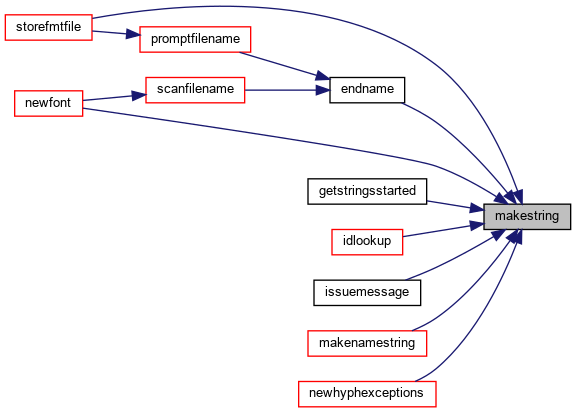 storefmtfile
promptfilename
endname
scanfilename
newfont
getstringsstarted
makestring
idlookup
issuemessage
makenamestring
newhyphexceptions